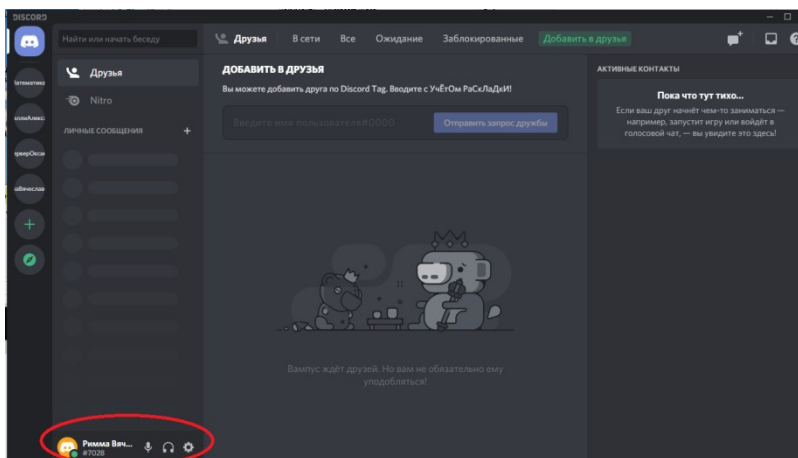 DISCORD
Найти или начать беседу
Друзья
В сети
Все
Ожидание
Заблокированные
Добавить в друзья
Друзья
Nitro
ЛИЧНЫЕ СООБЩЕНИЯ
ДОБАВИТЬ В ДРУЗЬЯ
Вы можете добавить друга по Discord Tag. Вводите с УчЁтОм РаСкЛаДкИ!
Введите имя пользователя#0000
Отправить запрос дружбы
Вампус ждёт друзей. Но вам не обязательно ему
уподобляться!
АКТИВНЫЕ КОНТАКТЫ
Пока что тут тихо...
Если ваш друг начнёт чем-то заниматься —
например, запустит игру или войдёт в
голосовой чат, — вы увидите это здесь!
Римма Вяч...
#7028